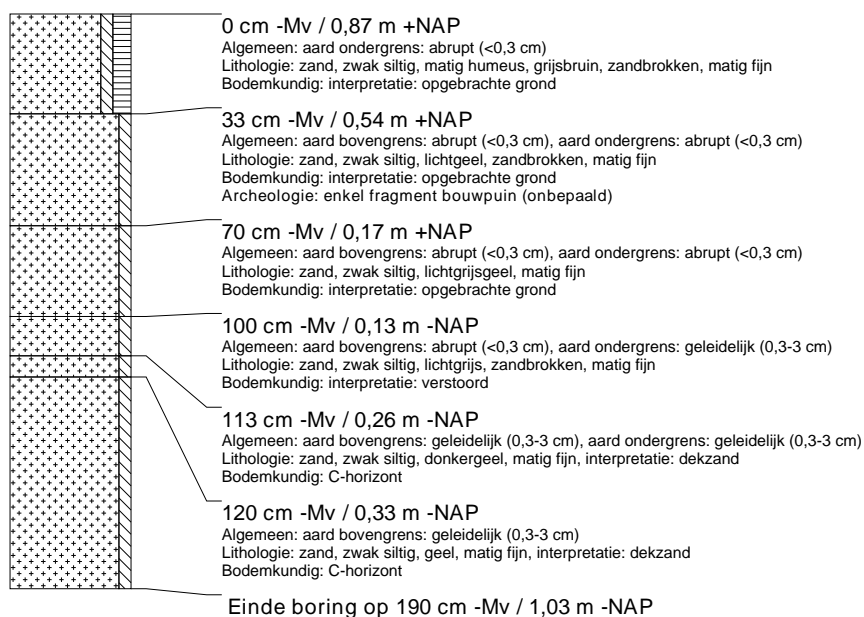 0 cm -Mv / 0,87 m +NAP
Algemeen: aard ondergrens: abrupt (<0,3 cm)
Lithologie: zand, zwak siltig, matig humeus, grijsbruin, zandbrokken, matig fijn
Bodemkundig: interpretatie: opgebrachte grond
33 cm -Mv / 0,54 m +NAP
Algemeen: aard bovengrens: abrupt (<0,3 cm), aard ondergrens: abrupt (<0,3 cm)
Lithologie: zand, zwak siltig, lichtgeel, zandbrokken, matig fijn
Bodemkundig: interpretatie: opgebrachte grond
Archeologie: enkel fragment bouwpuin (onbepaald)
70 cm -Mv / 0,17 m +NAP
Algemeen: aard bovengrens: abrupt (<0,3 cm), aard ondergrens: abrupt (<0,3 cm)
Lithologie: zand, zwak siltig, lichtgrijsgeel, matig fijn
Bodemkundig: interpretatie: opgebrachte grond
100 cm -Mv / 0,13 m -NAP
Algemeen: aard bovengrens: abrupt (<0,3 cm), aard ondergrens: geleidelijk (0,3-3 cm)
Lithologie: zand, zwak siltig, lichtgrijs, zandbrokken, matig fijn
Bodemkundig: interpretatie: verstoord
113 cm -Mv / 0,26 m -NAP
Algemeen: aard bovengrens: geleidelijk (0,3-3 cm), aard ondergrens: geleidelijk (0,3-3 cm)
Lithologie: zand, zwak siltig, donkergeel, matig fijn, interpretatie: dekzand
Bodemkundig: C-horizont
120 cm -Mv / 0,33 m -NAP
Algemeen: aard bovengrens: geleidelijk (0,3-3 cm)
Lithologie: zand, zwak siltig, geel, matig fijn, interpretatie: dekzand
Bodemkundig: C-horizont
Einde boring op 190 cm -Mv / 1,03 m -NAP